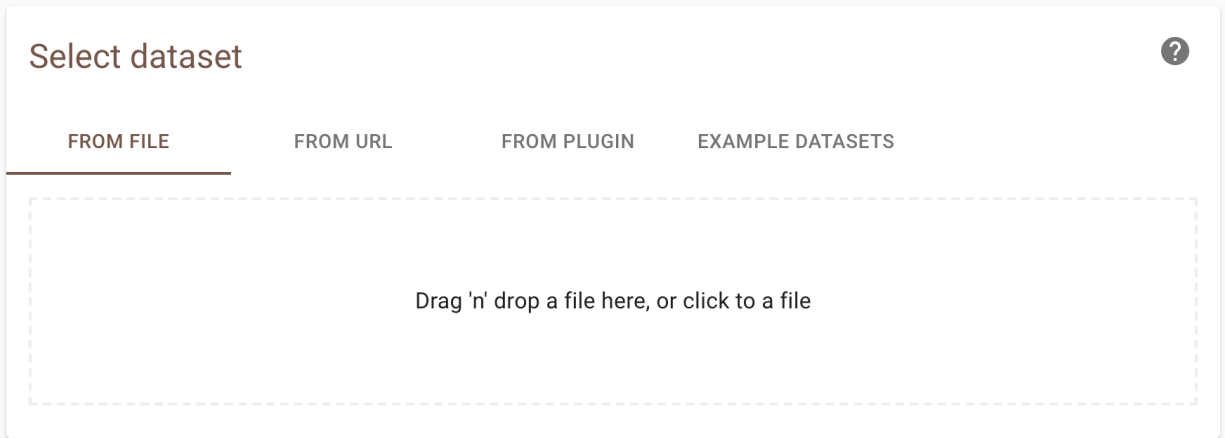 Select dataset
?
FROM FILE
FROM URL
FROM PLUGIN
EXAMPLE DATASETS
Drag 'n' drop a file here, or click to a file